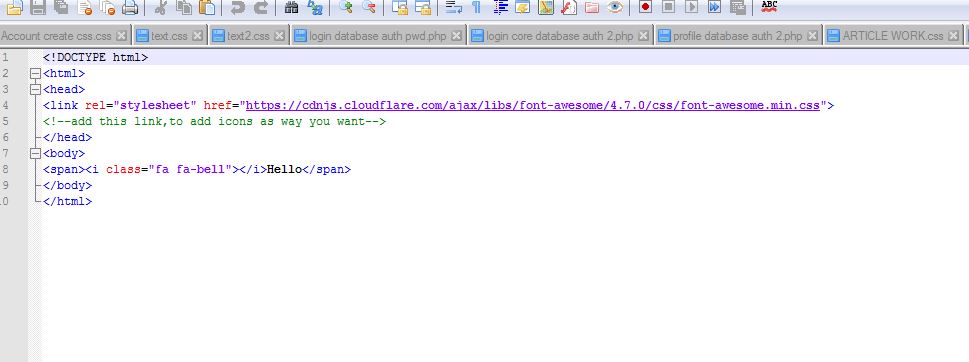 ABC
Account create css.css text.css text2.css login database auth pwd.php login core database auth 2.php profile database auth 2.php ARTICLE WORK.css
1 <!DOCTYPE html>
2 <html>
3 <head>
4 <link rel="stylesheet" href="https://cdnjs.cloudflare.com/ajax/libs/font-awesome/4.7.0/css/font-awesome.min.css">
5 <!--add this link,to add icons as way you want-->
6 </head>
7 <body>
8 <span><i class="fa fa-bell"></i>Hello</span>
9 </body>
0 </html>